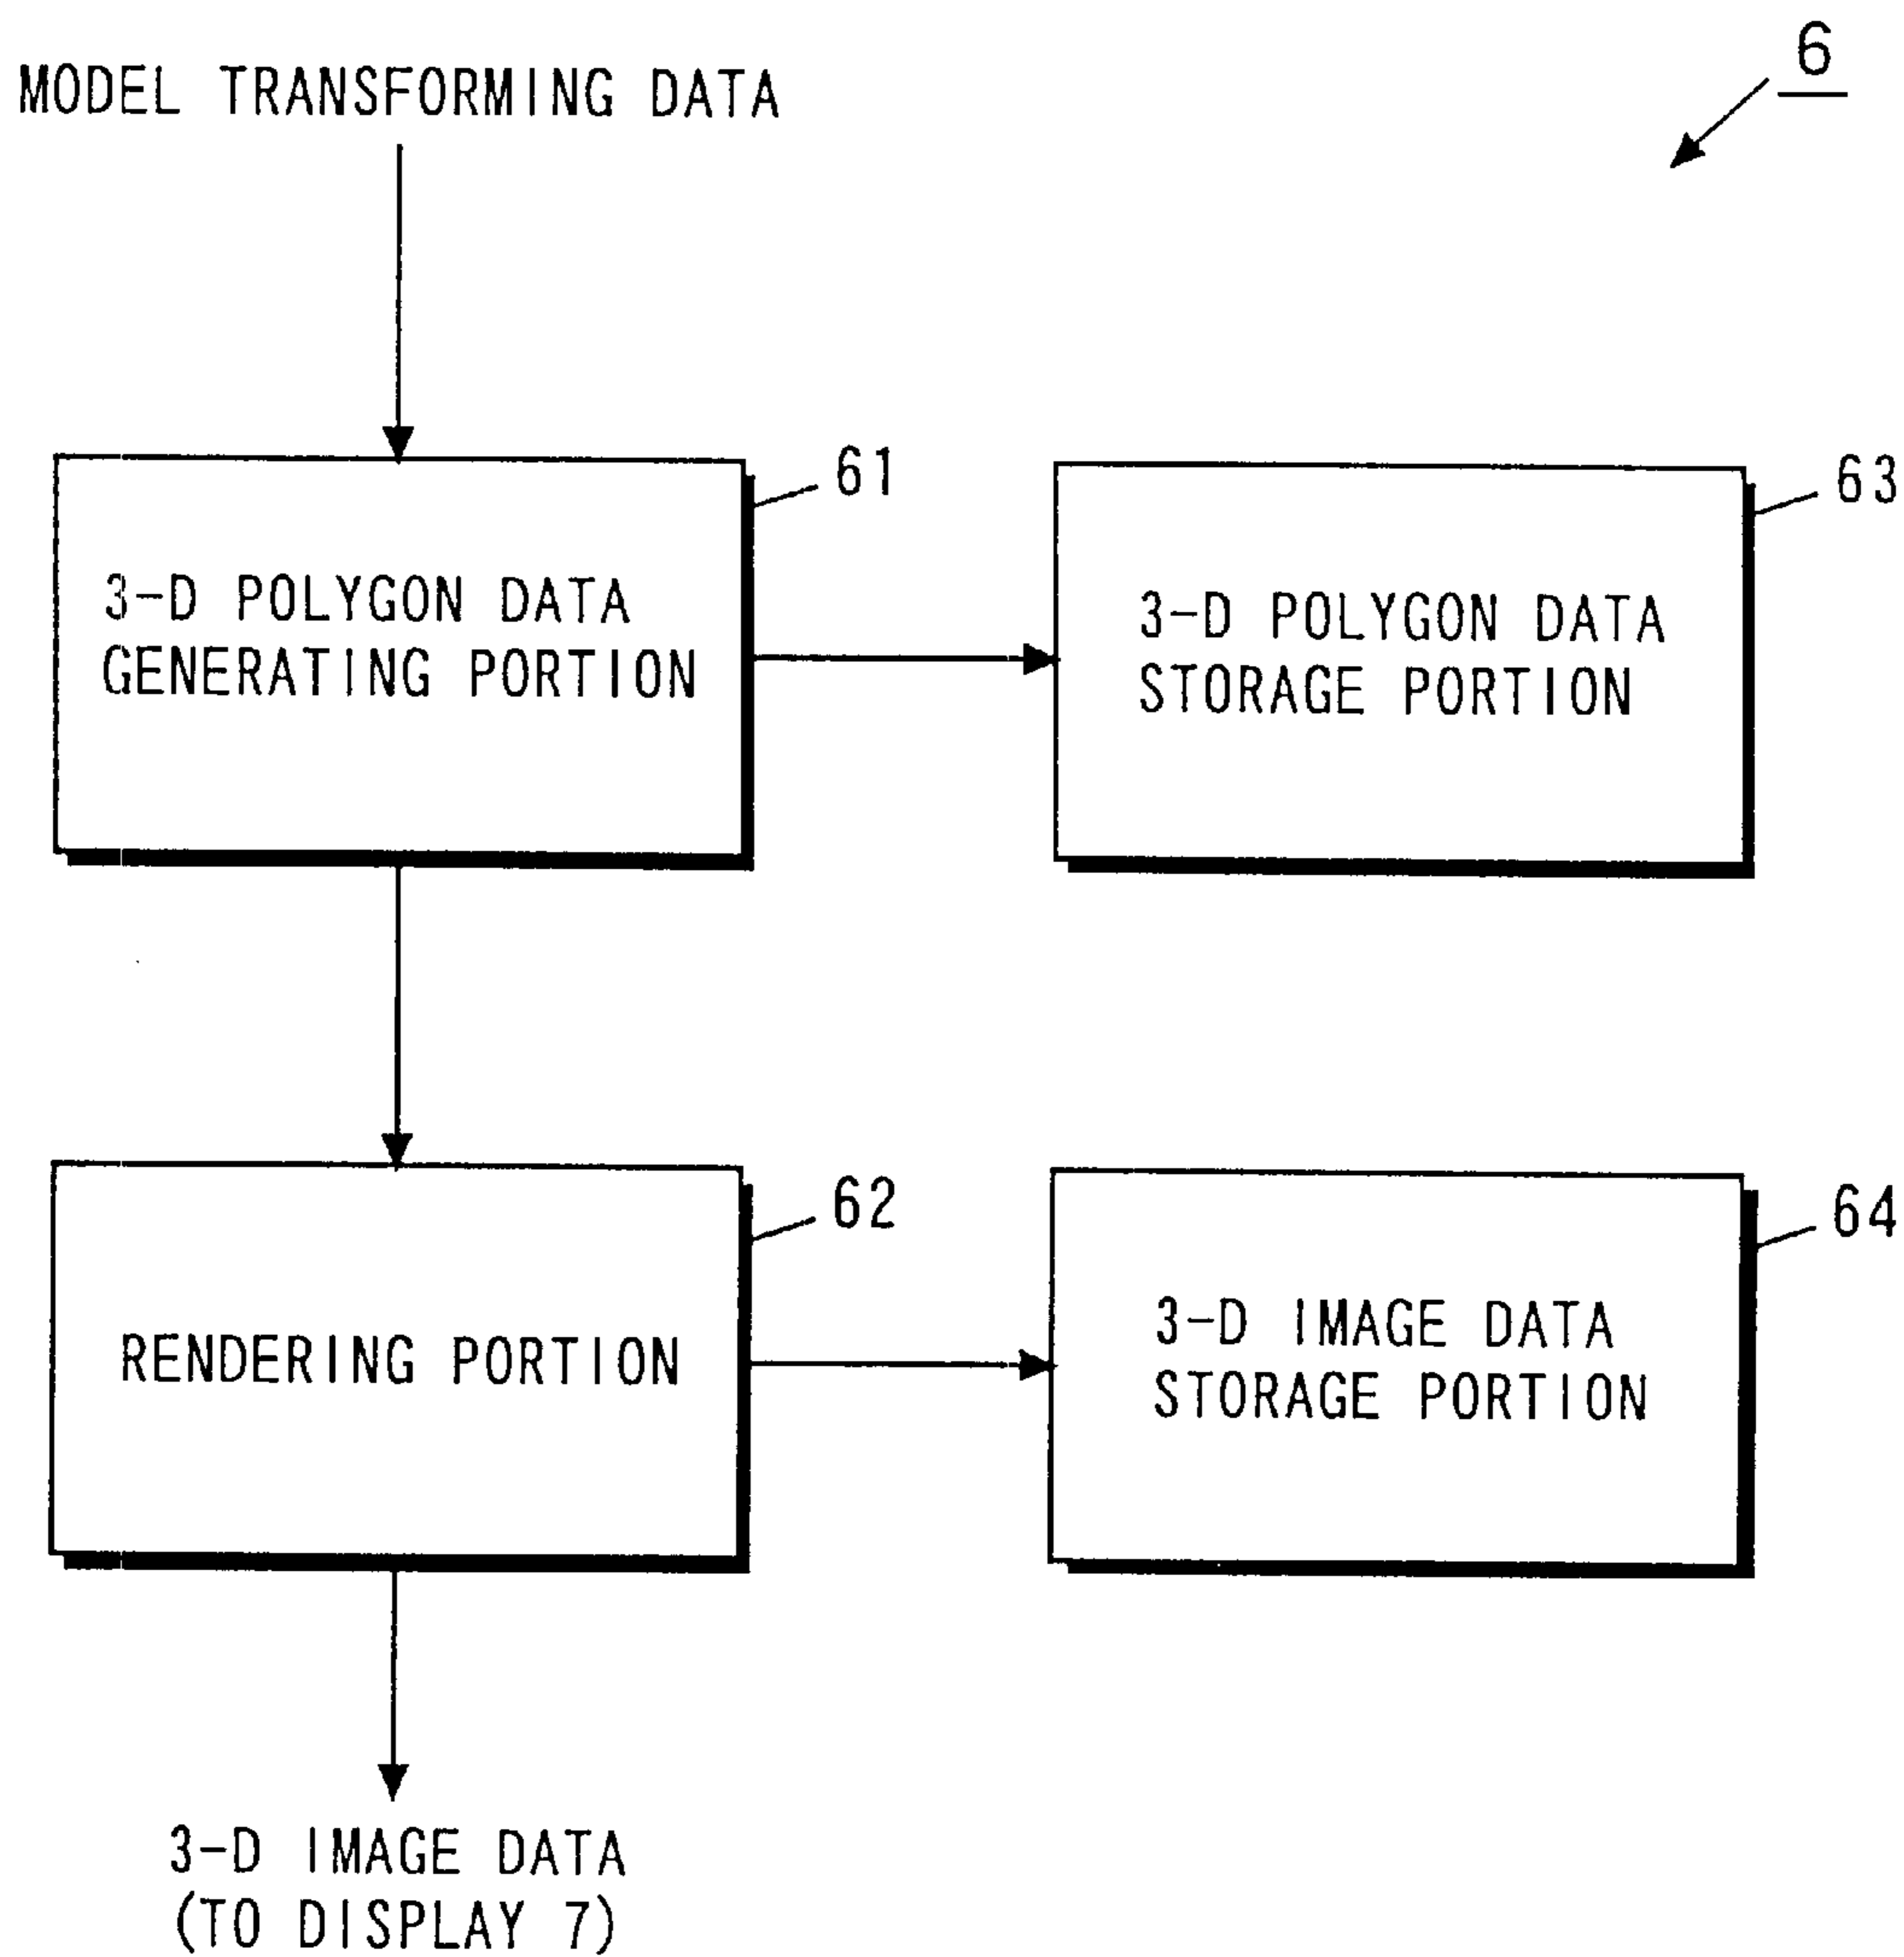 6
MODEL TRANSFORMING DATA
61
3-D POLYGON DATA
GENERATING PORTION
63
3-D POLYGON DATA
STORAGE PORTION
62
RENDERING PORTION
64
3-D IMAGE DATA
STORAGE PORTION
3-D IMAGE DATA
(TO DISPLAY 7)